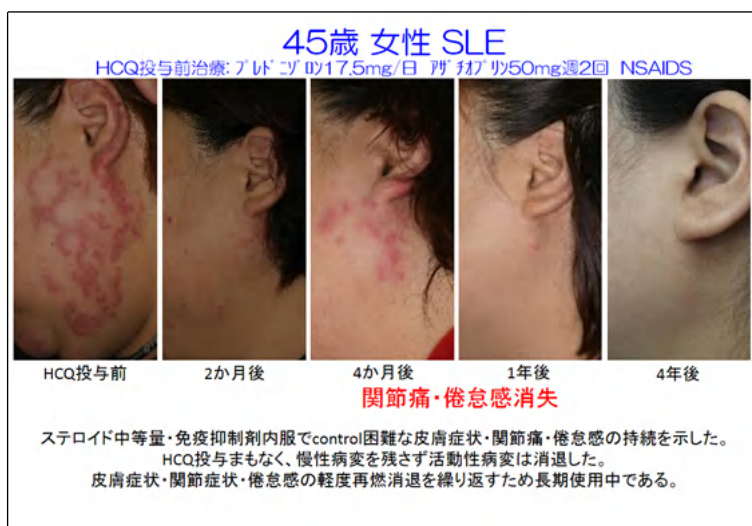 45歳 女性 SLE
HCQ投与前治療: ﾌﾟﾚﾄﾞﾆｿﾞﾛﾝ17.5mg/日 ｱｻﾞﾁｵﾌﾟﾘﾝ50mg週2回 NSAIDS
HCQ投与前
2か月後
4か月後
1年後
4年後
関節痛・倦怠感消失
ステロイド中等量・免疫抑制剤内服でcontrol困難な皮膚症状・関節痛・倦怠感の持続を示した。
HCQ投与まもなく、慢性病変を残さず活動性病変は消退した。
皮膚症状・関節症状・倦怠感の軽度再燃消退を繰り返すため長期使用中である。